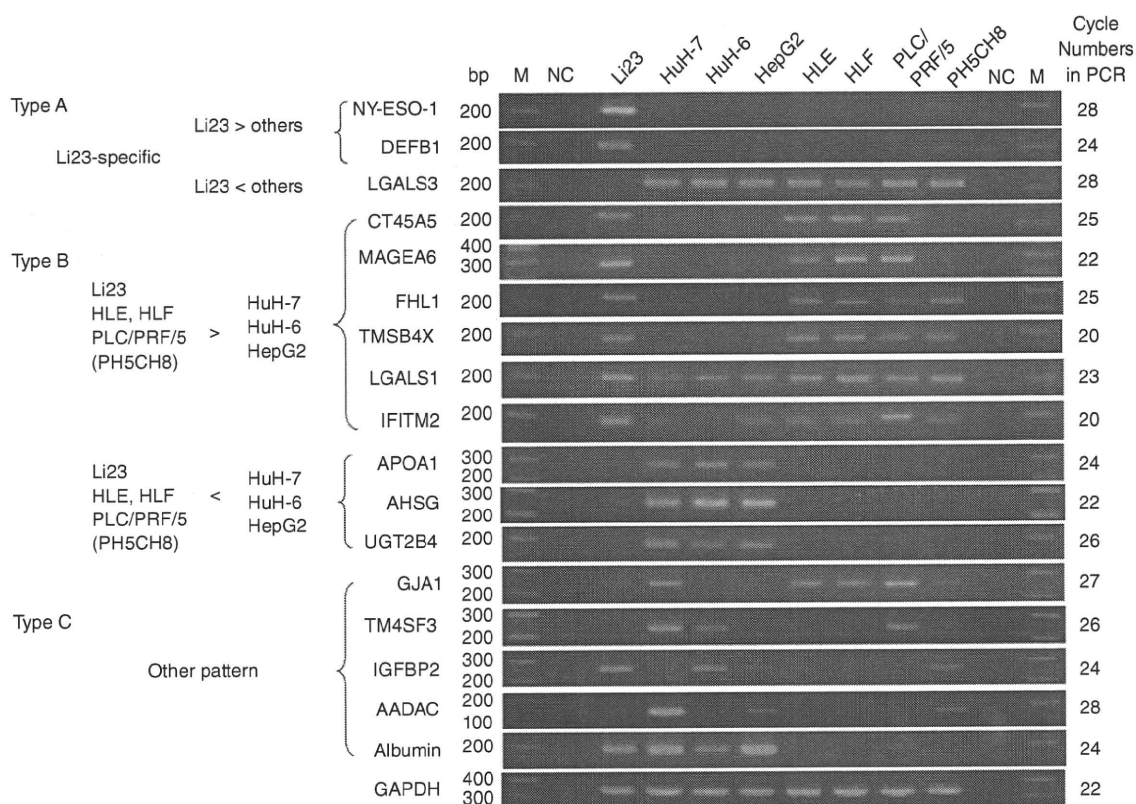 Cycle
Numbers
in PCR
bp M NC Li23 HuH-7 HuH-6 HepG2 HLE HLF PLC/ PRF/5 PH5CH8 NC M
Type A
Li23-specific
Li23 > others
NY-ESO-1 200 28
DEFB1 200 24
Li23 < others
LGALS3 200 28
Type B
Li23
HLE, HLF
PLC/PRF/5
(PH5CH8)
>
HuH-7
HuH-6
HepG2
CT45A5 200 25
MAGEA6 400 300 22
FHL1 200 25
TMSB4X 200 20
LGALS1 200 23
IFITM2 200 20
Li23
HLE, HLF
PLC/PRF/5
(PH5CH8)
<
HuH-7
HuH-6
HepG2
APOA1 300 200 24
AHSG 300 200 22
UGT2B4 200 26
Type C
Other pattern
GJA1 300 200 27
TM4SF3 300 200 26
IGFBP2 300 200 24
AADAC 200 100 28
Albumin 200 24
GAPDH 400 300 22